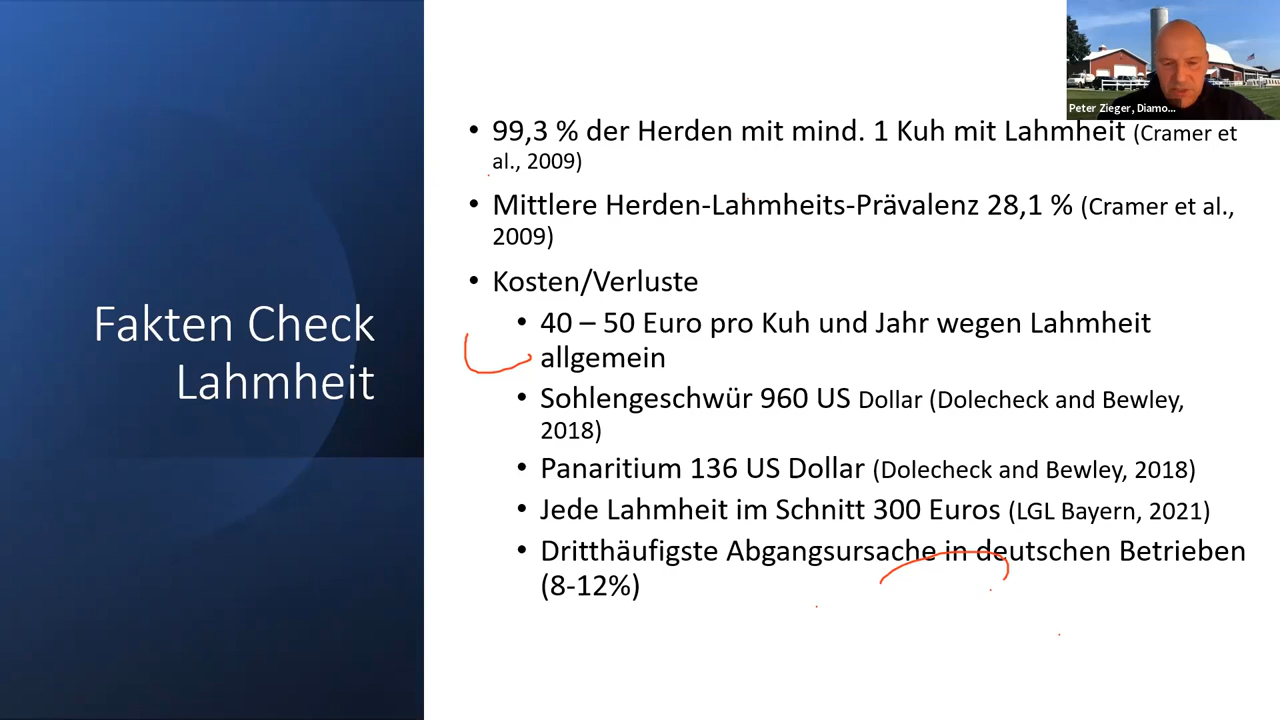 Peter Zieger, Diamo...
Fakten Check
Lahmheit
• 99,3 % der Herden mit mind. 1 Kuh mit Lahmheit (Cramer et
al., 2009)
• Mittlere Herden-Lahmheits-Prävalenz 28,1 % (Cramer et al.,
2009)
• Kosten/Verluste
• 40 – 50 Euro pro Kuh und Jahr wegen Lahmheit
allgemein
• Sohlengeschwür 960 US Dollar (Dolecheck and Bewley,
2018)
• Panaritium 136 US Dollar (Dolecheck and Bewley, 2018)
• Jede Lahmheit im Schnitt 300 Euros (LGL Bayern, 2021)
• Dritthäufigste Abgangsursache in deutschen Betrieben
(8-12%)